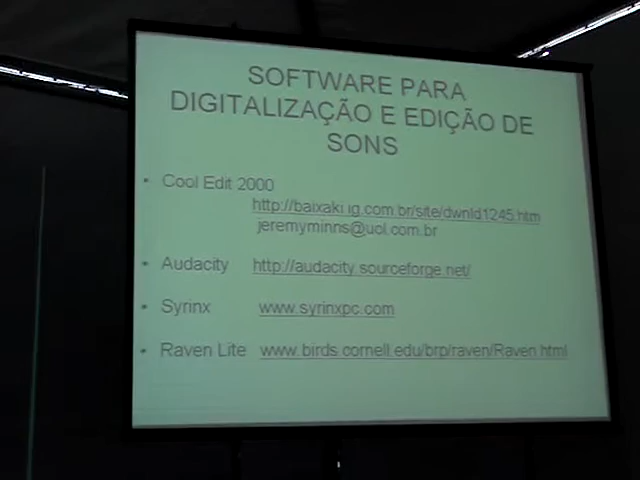 SOFTWARE PARA
DIGITALIZAÇÃO E EDIÇÃO DE
SONS
• Cool Edit 2000
http://baixaki.ig.com.br/site/dwnld1245.htm
jeremyminns@uol.com.br
• Audacity http://audacity.sourceforge.net/
• Syrinx www.syrinxpc.com
• Raven Lite www.birds.cornell.edu/brp/raven/Raven.html